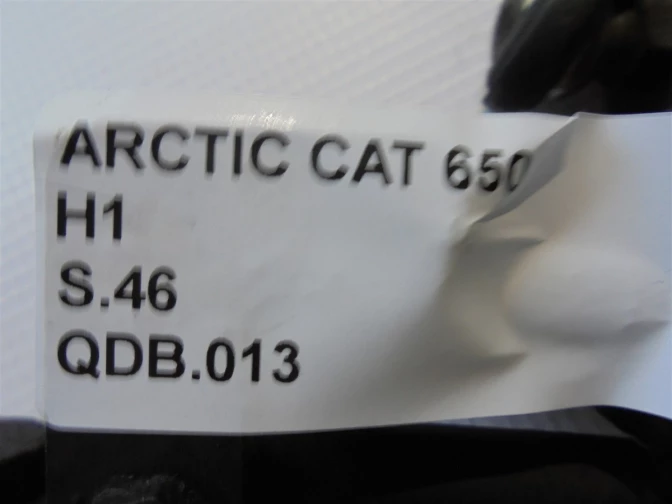 ARCTIC CAT 650
H1
S.46
QDB.013